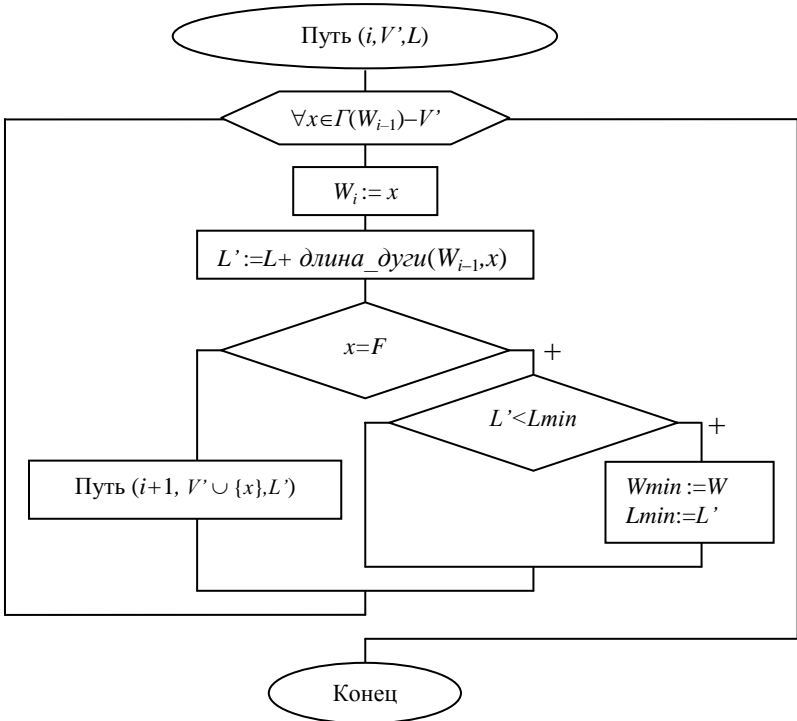 Путь (i,V’,L)
∀x∈Γ(Wi–1)–V’
Wi := x
L’ :=L+ длина_дуги(Wi–1,x)
x=F
+
L’<Lmin
+
Путь (i+1, V’ ∪ {x},L’)
Wmin :=W
Lmin:=L’
Конец